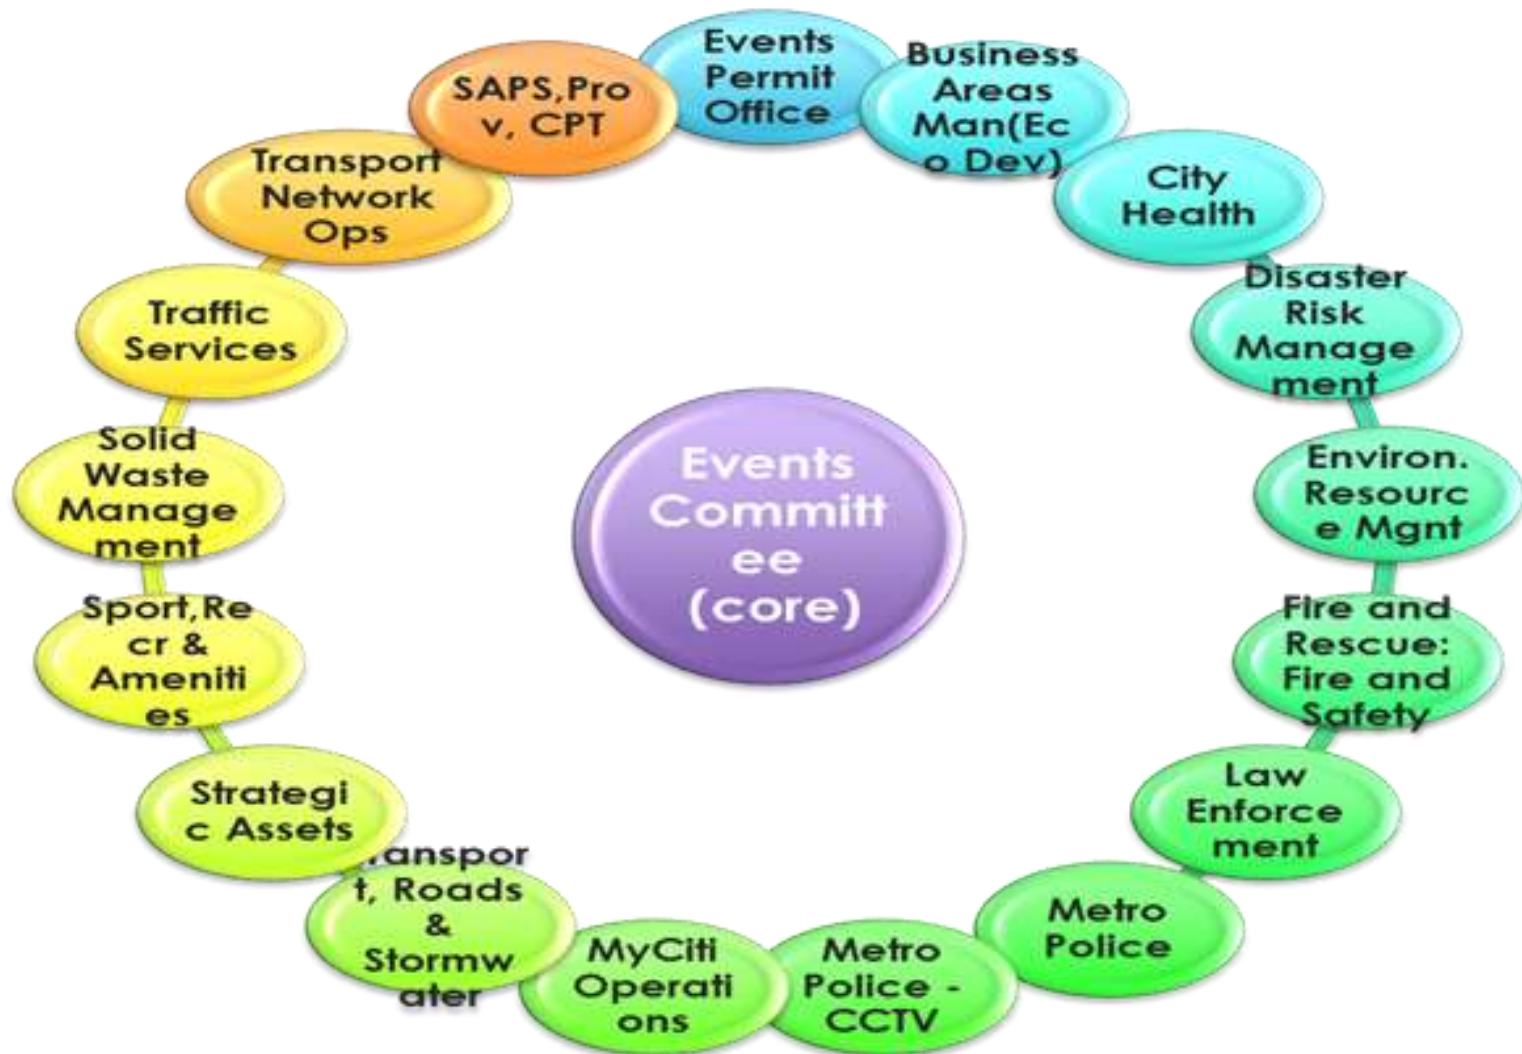 Events
Permit
Office
Business
Areas
Man(Ec
o Dev)
City
Health
Disaster
Risk
Manage
ment
Environ.
Resourc
e Mgnt
Fire and
Rescue:
Fire and
Safety
Law
Enforce
ment
Metro
Police
Metro
Police -
CCTV
MyCiti
Operati
ons
Transpor
t, Roads
&
Stormw
ater
Strategi
c Assets
Sport,Re
cr &
Ameniti
es
Solid
Waste
Manage
ment
Traffic
Services
Transport
Network
Ops
SAPS,Pro
v, CPT
Events
Committ
ee
(core)